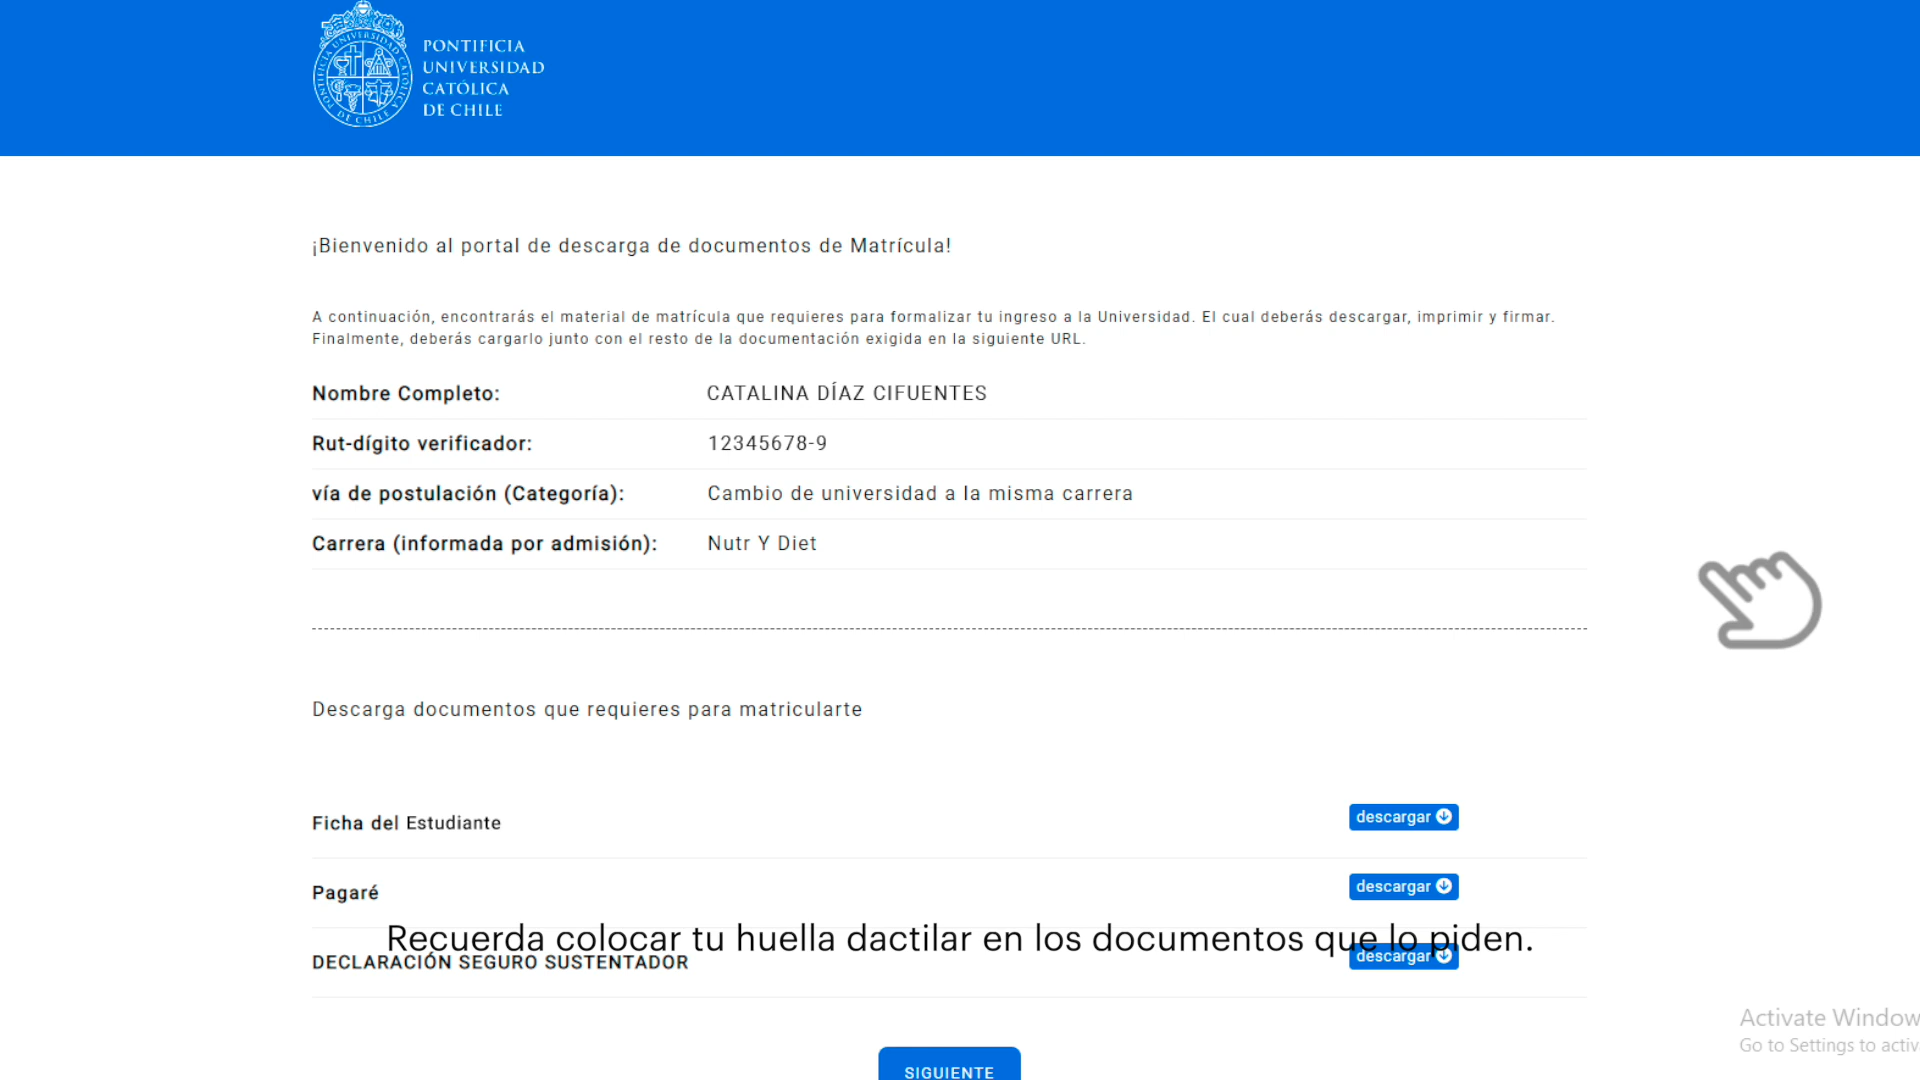 PONTIFICIA
UNIVERSIDAD
CATÓLICA
DE CHILE
PONTIFICIA UNIVERSIDAD CATOLICA DE CHILE
¡Bienvenido al portal de descarga de documentos de Matrícula!
A continuación, encontrarás el material de matrícula que requieres para formalizar tu ingreso a la Universidad. El cual deberás descargar, imprimir y firmar.
Finalmente, deberás cargarlo junto con el resto de la documentación exigida en la siguiente URL.
Nombre Completo: CATALINA DÍAZ CIFUENTES
Rut-dígito verificador: 12345678-9
vía de postulación (Categoría): Cambio de universidad a la misma carrera
Carrera (informada por admisión): Nutr Y Diet
Descarga documentos que requieres para matricularte
Ficha del Estudiante descargar
Pagaré descargar
Recuerda colocar tu huella dactilar en los documentos que lo piden.
DECLARACIÓN SEGURO SUSTENTADOR descargar
SIGUIENTE
Activate Window
Go to Settings to activ